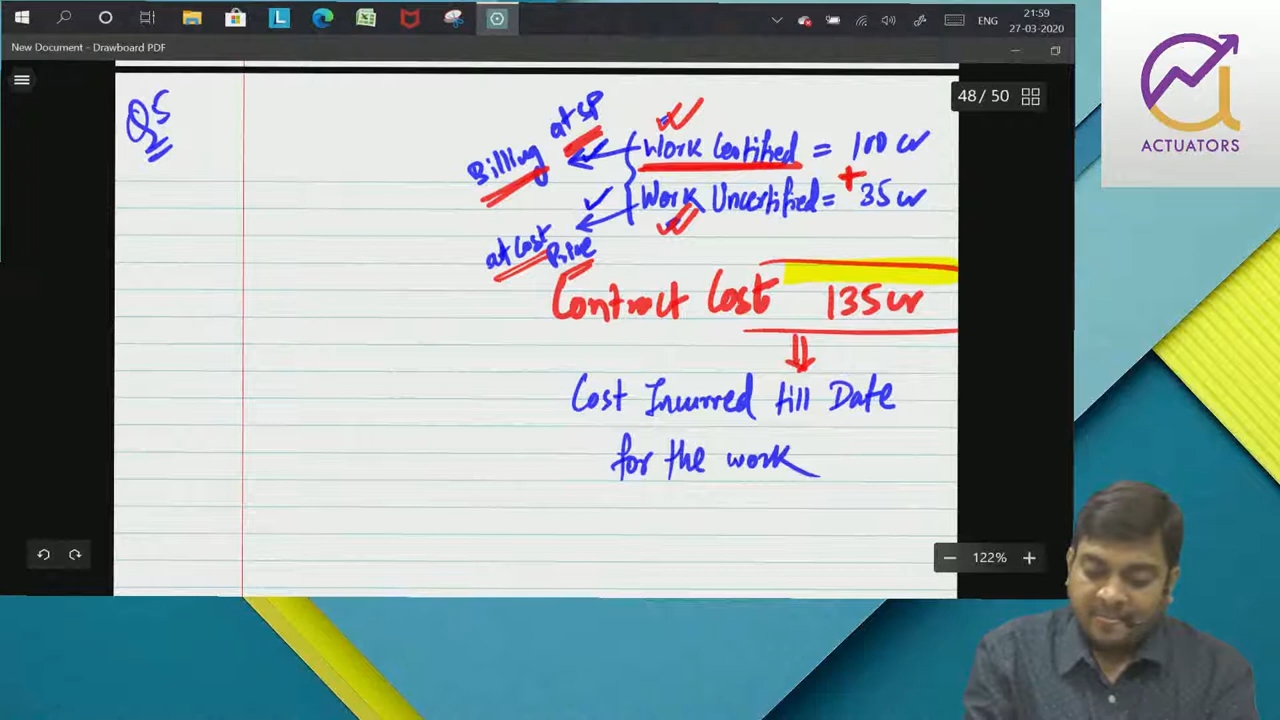 21:59
ENG
27-03-2020
New Document - Drawboard PDF
48 / 50
ACTUATORS
Q5
Billing
at SP
Work Certified = 100 cr
+
Work Uncertified = 35 cr
at Cost
Price
Contract Cost 135 cr
Cost Incurred till Date
for the work
122%